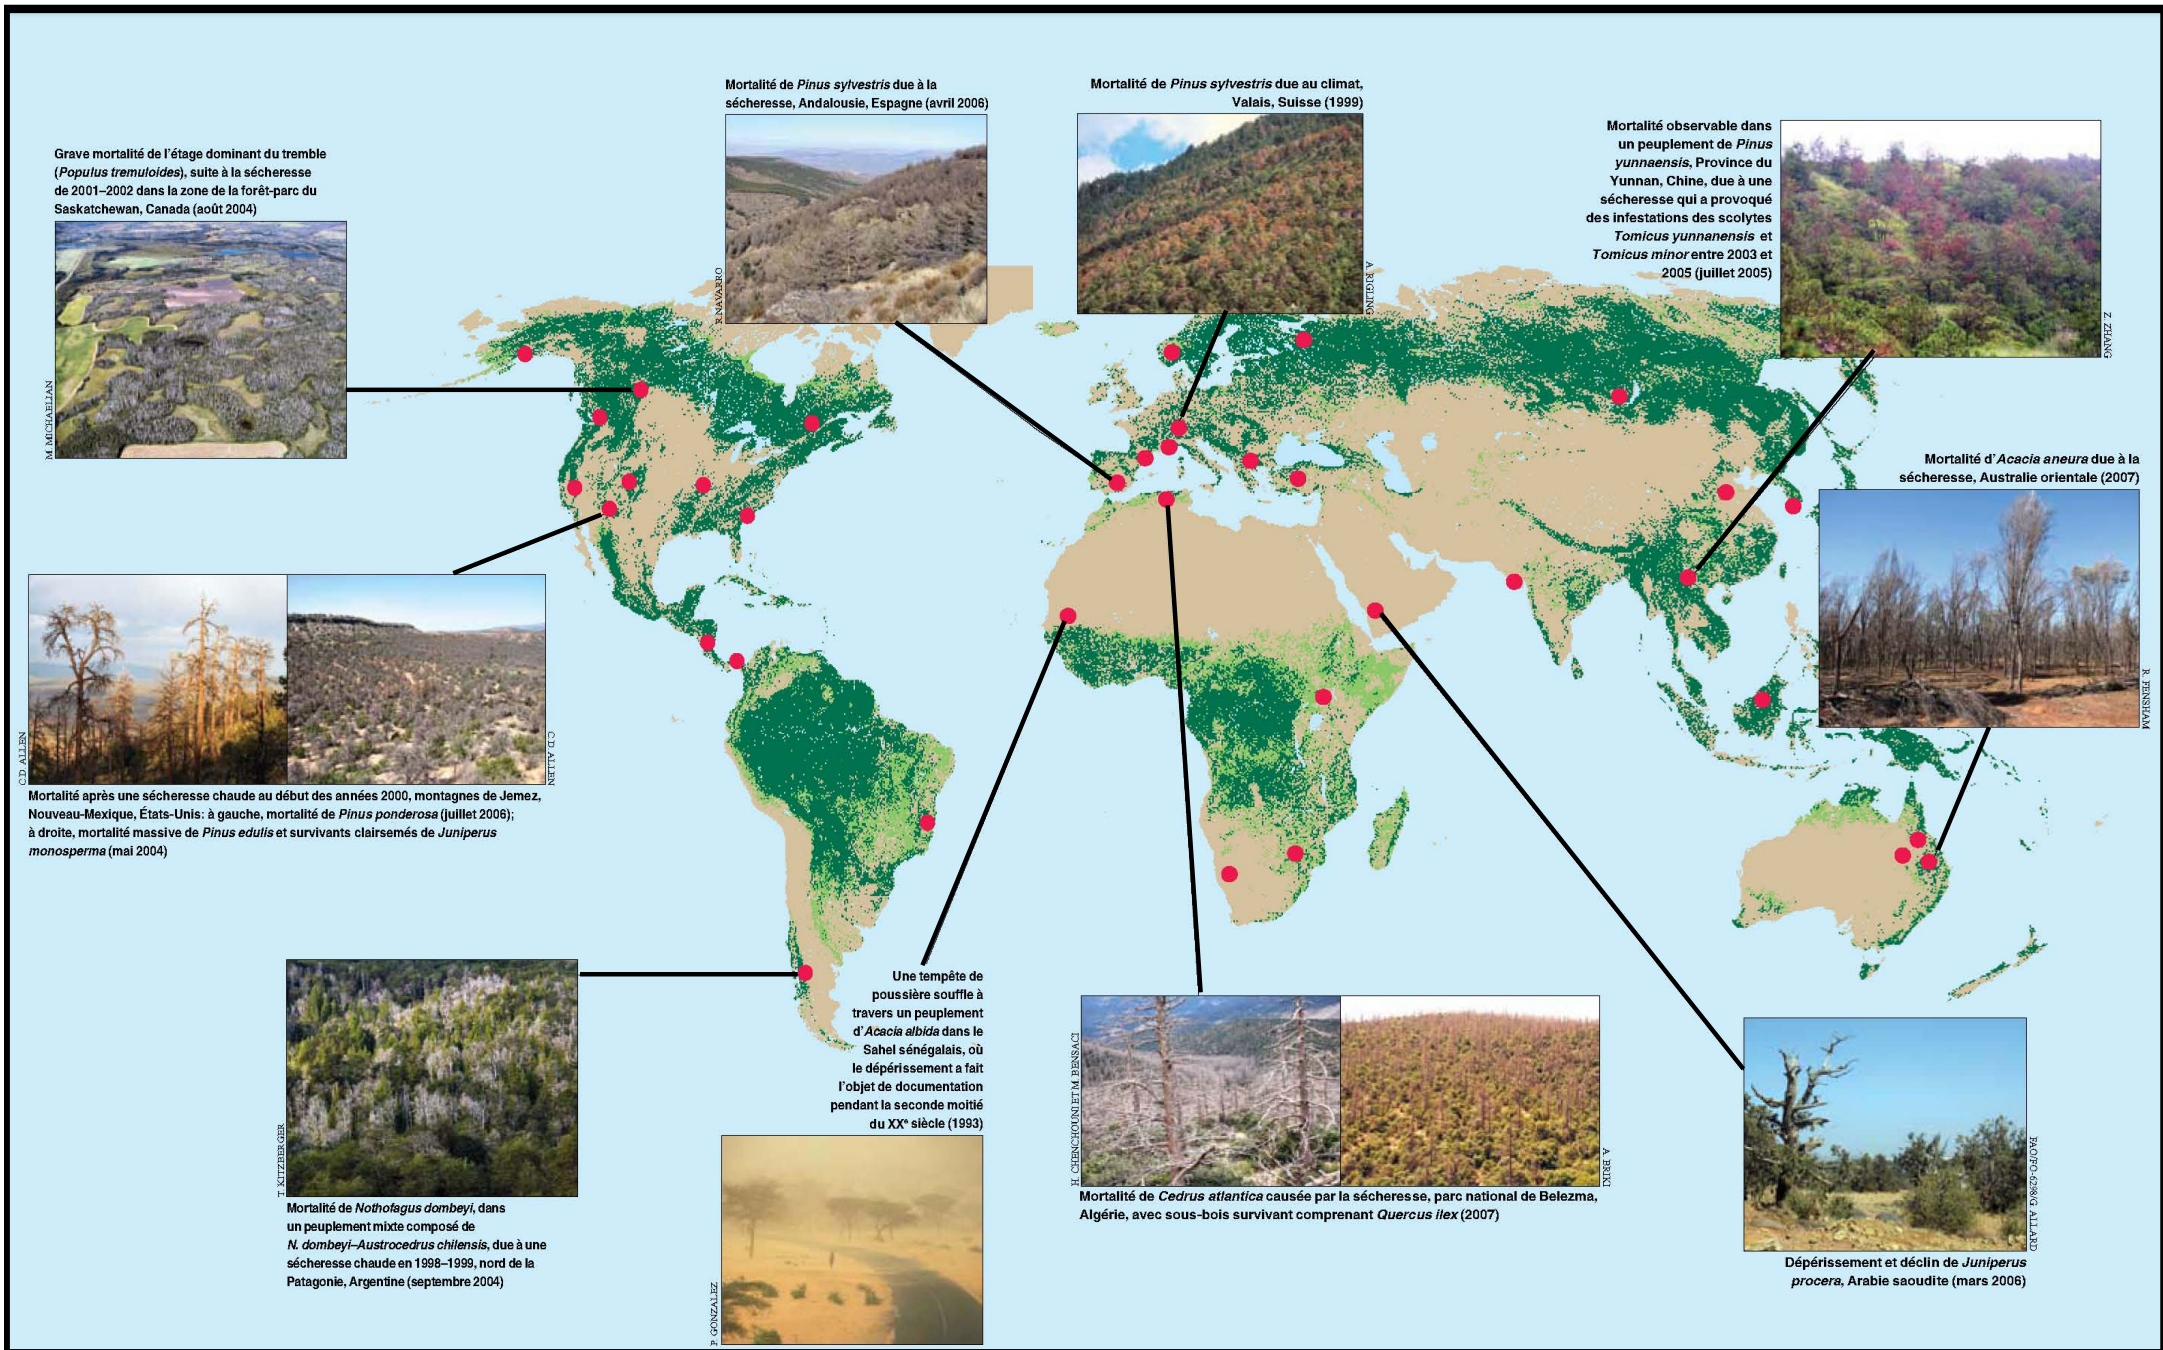 Mortalité de Pinus sylvestris due à la
sécheresse, Andalousie, Espagne (avril 2006)
R. NAVARRO
Mortalité de Pinus sylvestris due au climat,
Valais, Suisse (1999)
A. RIGLING
Mortalité observable dans
un peuplement de Pinus
yunnaensis, Province du
Yunnan, Chine, due à une
sécheresse qui a provoqué
des infestations des scolytes
Tomicus yunnanensis et
Tomicus minor entre 2003 et
2005 (juillet 2005)
Z. ZHANG
Grave mortalité de l'étage dominant du tremble
(Populus tremuloides), suite à la sécheresse
de 2001–2002 dans la zone de la forêt-parc du
Saskatchewan, Canada (août 2004)
M. MICHAELIAN
Mortalité d'Acacia aneura due à la
sécheresse, Australie orientale (2007)
R. FENSHAM
C.D. ALLEN
C.D. ALLEN
Mortalité après une sécheresse chaude au début des années 2000, montagnes de Jemez,
Nouveau-Mexique, États-Unis: à gauche, mortalité de Pinus ponderosa (juillet 2006);
à droite, mortalité massive de Pinus edulis et survivants clairsemés de Juniperus
monosperma (mai 2004)
T. KITZBERGER
Mortalité de Nothofagus dombeyi, dans
un peuplement mixte composé de
N. dombeyi–Austrocedrus chilensis, due à une
sécheresse chaude en 1998–1999, nord de la
Patagonie, Argentine (septembre 2004)
Une tempête de
poussière souffle à
travers un peuplement
d'Acacia albida dans le
Sahel sénégalais, où
le dépérissement a fait
l'objet de documentation
pendant la seconde moitié
du XXe siècle (1993)
P. GONZALEZ
H. CHENCHOUNI ET M. BENSACI
A. BRIKI
Mortalité de Cedrus atlantica causée par la sécheresse, parc national de Belezma,
Algérie, avec sous-bois survivant comprenant Quercus ilex (2007)
FAO/FO-6298/G. ALLARD
Dépérissement et déclin de Juniperus
procera, Arabie saoudite (mars 2006)